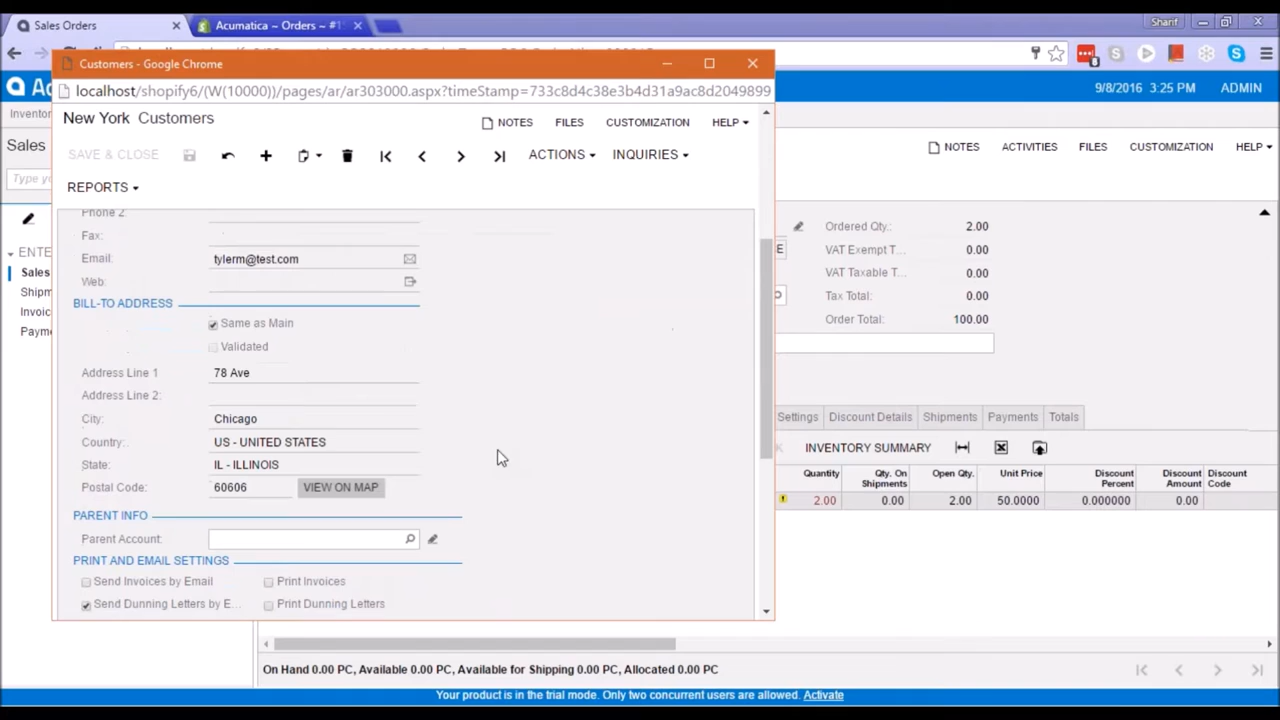 Sales Orders
Acumatica ~ Orders ~ #1
Sharif
Customers - Google Chrome
localhost/shopify6/(W(10000))/pages/ar/ar303000.aspx?timeStamp=733c8d4c38e3b4d31a9ac8d2049899
9/8/2016 3:25 PM ADMIN
New York Customers
NOTES FILES CUSTOMIZATION HELP
Inventor
Sales
NOTES ACTIVITIES FILES CUSTOMIZATION HELP
SAVE & CLOSE ACTIONS INQUIRIES
REPORTS
Type yo
Phone 2
Fax:
Email: tylerm@test.com
Web:
BILL-TO ADDRESS
Same as Main
Validated
Address Line 1 78 Ave
Address Line 2:
City: Chicago
Country: US - UNITED STATES
State: IL - ILLINOIS
Postal Code: 60606 VIEW ON MAP
PARENT INFO
Parent Account:
PRINT AND EMAIL SETTINGS
Send Invoices by Email Print Invoices
Send Dunning Letters by E... Print Dunning Letters
ENTE
Sales
Shipm
Invoic
Payme
Ordered Qty.: 2.00
VAT Exempt T... 0.00
VAT Taxable T... 0.00
Tax Total: 0.00
Order Total: 100.00
Settings Discount Details Shipments Payments Totals
INVENTORY SUMMARY
Quantity Qty. On Shipments Open Qty. Unit Price Discount Percent Discount Amount Discount Code
2.00 0.00 2.00 50.0000 0.000000 0.00
On Hand 0.00 PC, Available 0.00 PC, Available for Shipping 0.00 PC, Allocated 0.00 PC
Your product is in the trial mode. Only two concurrent users are allowed. Activate